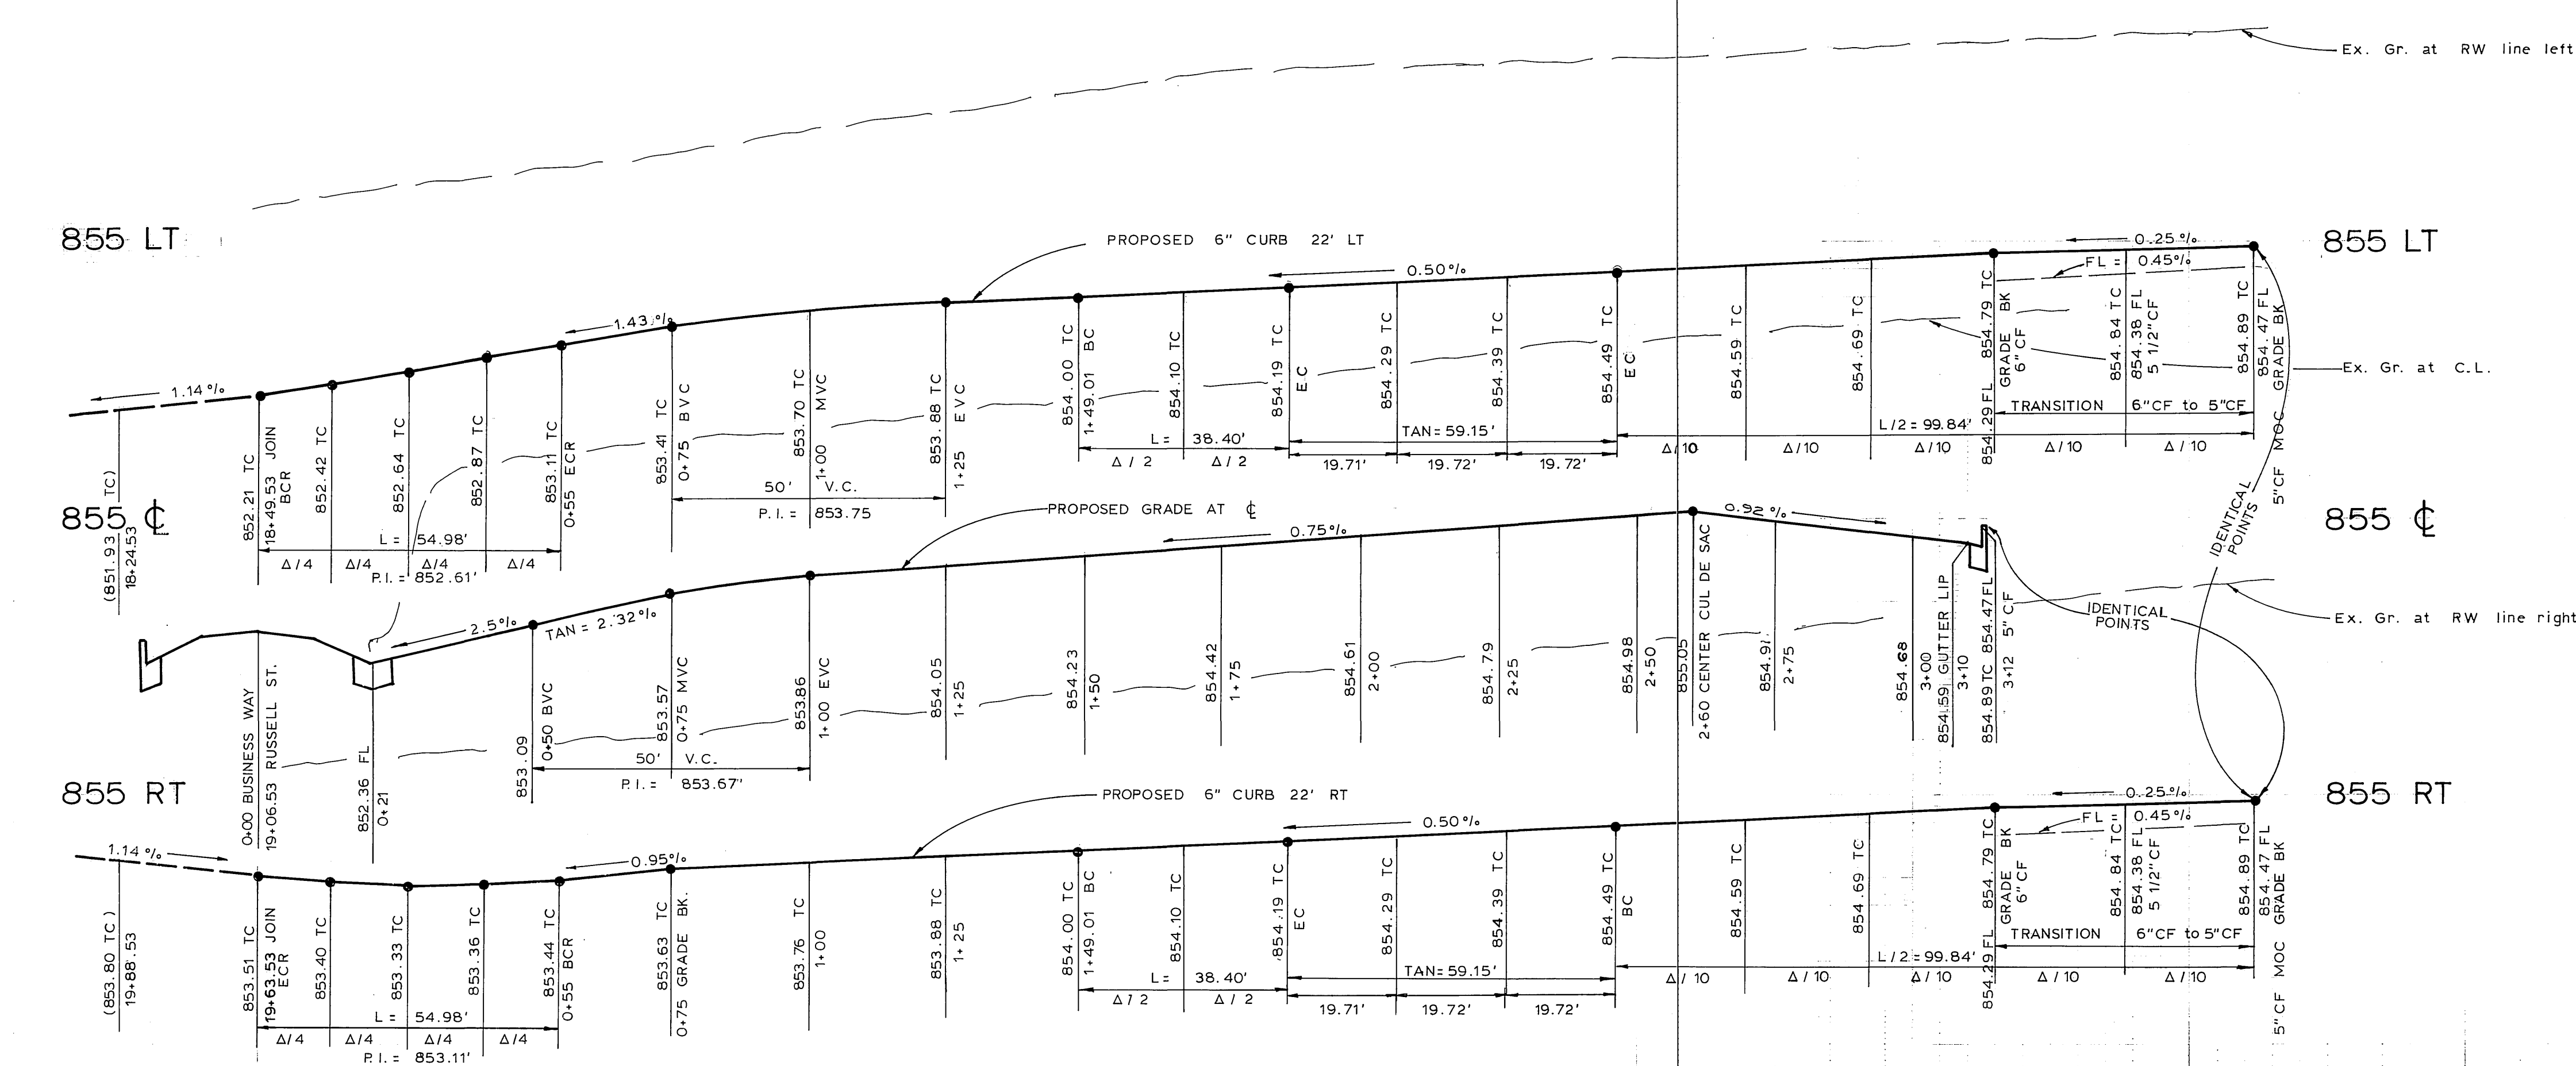 Ex. Gr. at RW line left
855 LT
PROPOSED 6" CURB 22' LT
0.25%
855 LT
FL = 0.45%
0.50%
1.43%
1.14%
(851.93 TC)
18+24.53
852.21 TC
18+49.53 JOIN
BCR
852.42 TC
852.64 TC
852.87 TC
853.11 TC
0+55 ECR
853.41 TC
0+75 BVC
853.70 TC
1+00 MVC
853.88 TC
1+25 EVC
854.00 TC
1+49.01 BC
854.10 TC
854.19 TC
EC
854.29 TC
854.39 TC
854.49 TC
EC
854.59 TC
854.69 TC
854.29 FL 854.79 TC
GRADE BK
6" CF
854.84 TC
854.38 FL
5 1/2" CF
854.89 TC
854.47 FL
5" CF MOC GRADE BK
Ex. Gr. at C.L.
TRANSITION 6"CF to 5"CF
L/2 = 99.84'
TAN = 59.15'
L = 38.40'
Δ/2 Δ/2
19.71' 19.72' 19.72'
Δ/10 Δ/10 Δ/10 Δ/10 Δ/10
50' V.C.
P.I. = 853.75
L = 54.98'
Δ/4 Δ/4 Δ/4 Δ/4
P.I. = 852.61'
855 ℄
PROPOSED GRADE AT ℄
0.75%
0.92%
855 ℄
IDENTICAL
POINTS
2.5%
TAN = 2.32%
0+00 BUSINESS WAY
19+06.53 RUSSELL ST.
852.36 FL
0+21
853.09
0+50 BVC
853.57
0+75 MVC
853.86
1+00 EVC
854.05
1+25
854.23
1+50
854.42
1+75
854.61
2+00
854.79
2+25
854.98
2+50
855.05
2+60 CENTER CUL DE SAC
854.91
2+75
854.68
3+00
854.59 GUTTER LIP
3+10
854.89 TC 854.47 FL
3+12 5" CF
IDENTICAL
POINTS
Ex. Gr. at RW line right
50' V.C.
P.I. = 853.67"
855 RT
PROPOSED 6" CURB 22' RT
0.25%
855 RT
FL = 0.45%
0.50%
0.95%
1.14%
(853.80 TC)
19+88.53
853.51 TC
19+63.53 JOIN
ECR
853.40 TC
853.33 TC
853.36 TC
853.44 TC
0+55 BCR
853.63 TC
0+75 GRADE BK.
853.76 TC
1+00
853.88 TC
1+25
854.00 TC
1+49.01 BC
854.10 TC
854.19 TC
EC
854.29 TC
854.39 TC
854.49 TC
BC
854.59 TC
854.69 TC
854.29 FL 854.79 TC
GRADE BK
6" CF
854.84 TC"
854.38 FL
5 1/2" CF
854.89 TC
854.47 FL
5" CF MOC GRADE BK
TRANSITION 6"CF to 5"CF
L/2 = 99.84'
TAN = 59.15'
L = 38.40'
Δ/2 Δ/2
19.71' 19.72' 19.72'
Δ/10 Δ/10 Δ/10 Δ/10 Δ/10
L = 54.98'
Δ/4 Δ/4 Δ/4 Δ/4
P.I. = 853.11'